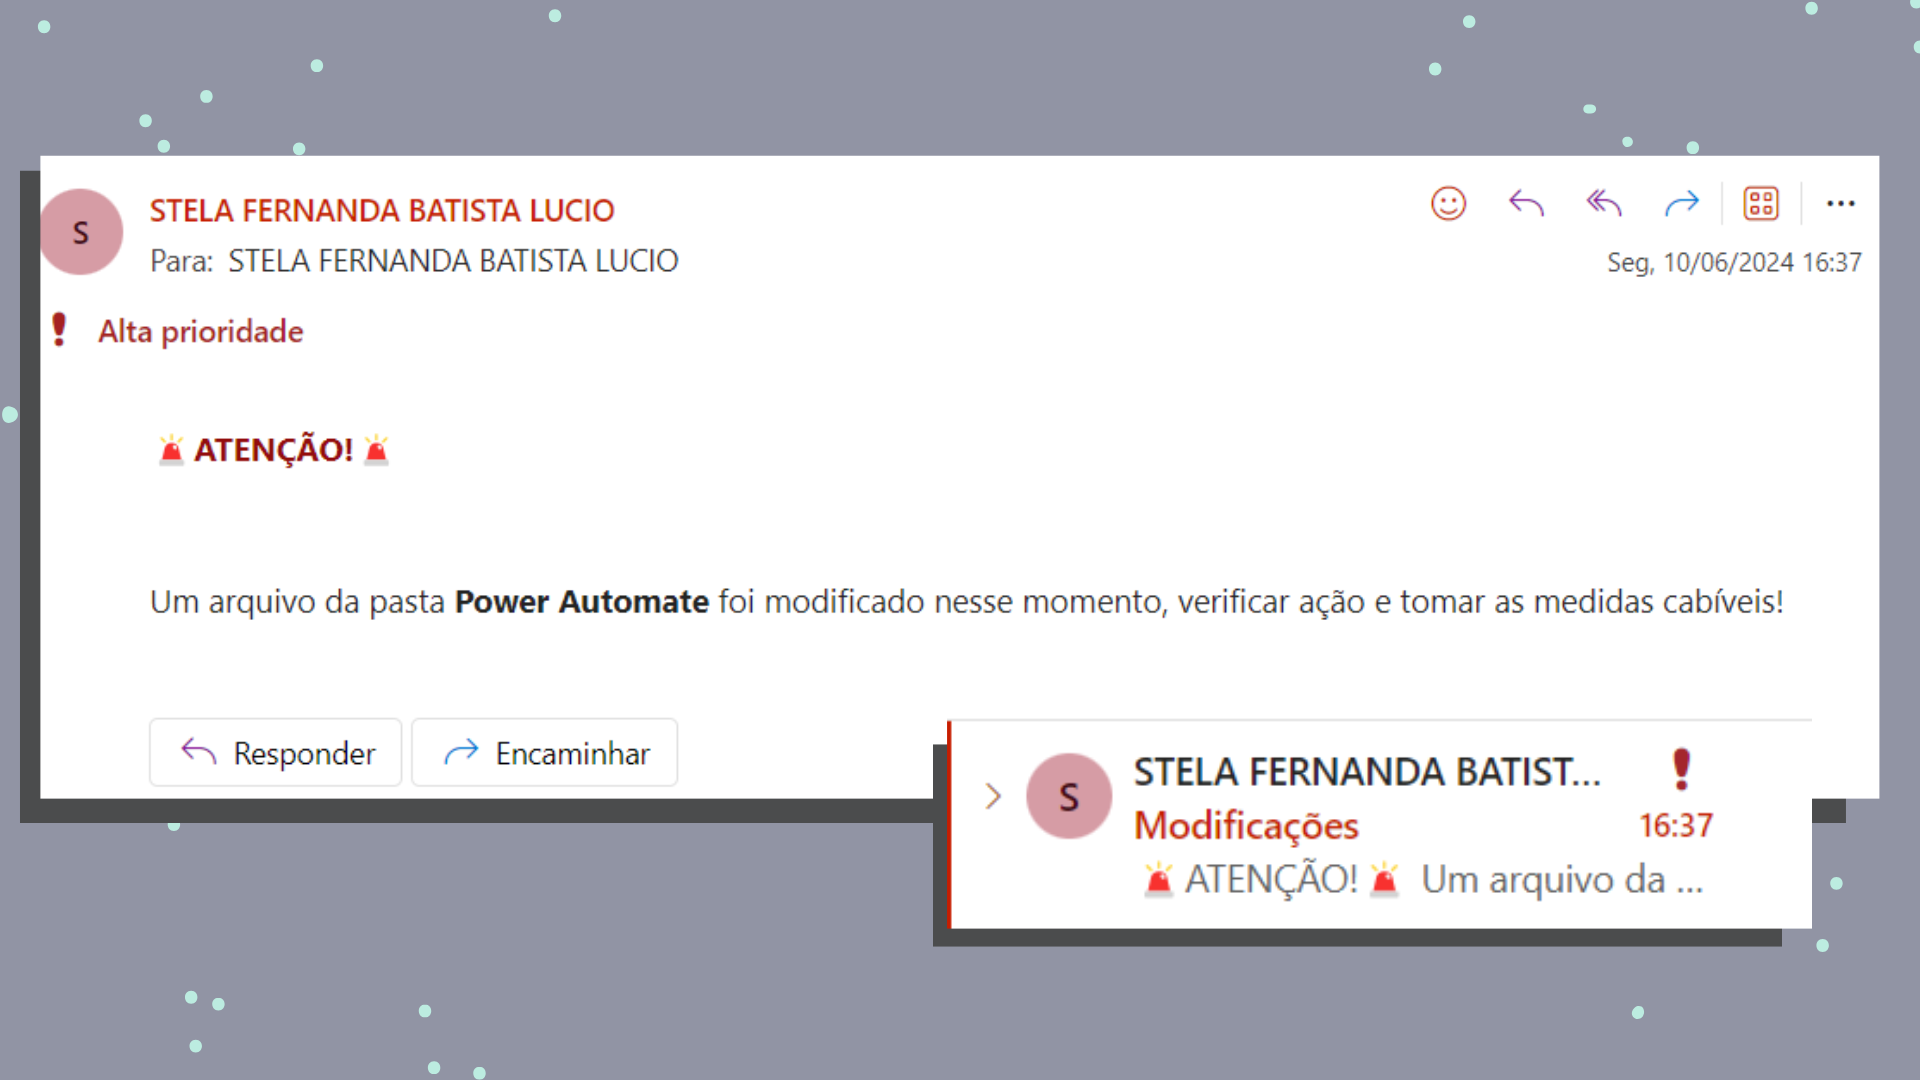 S
STELA FERNANDA BATISTA LUCIO
Para: STELA FERNANDA BATISTA LUCIO
Seg, 10/06/2024 16:37
Alta prioridade
🚨 ATENÇÃO! 🚨
Um arquivo da pasta Power Automate foi modificado nesse momento, verificar ação e tomar as medidas cabíveis!
Responder
Encaminhar
S
STELA FERNANDA BATIST...
Modificações
16:37
🚨 ATENÇÃO! 🚨 Um arquivo da ...